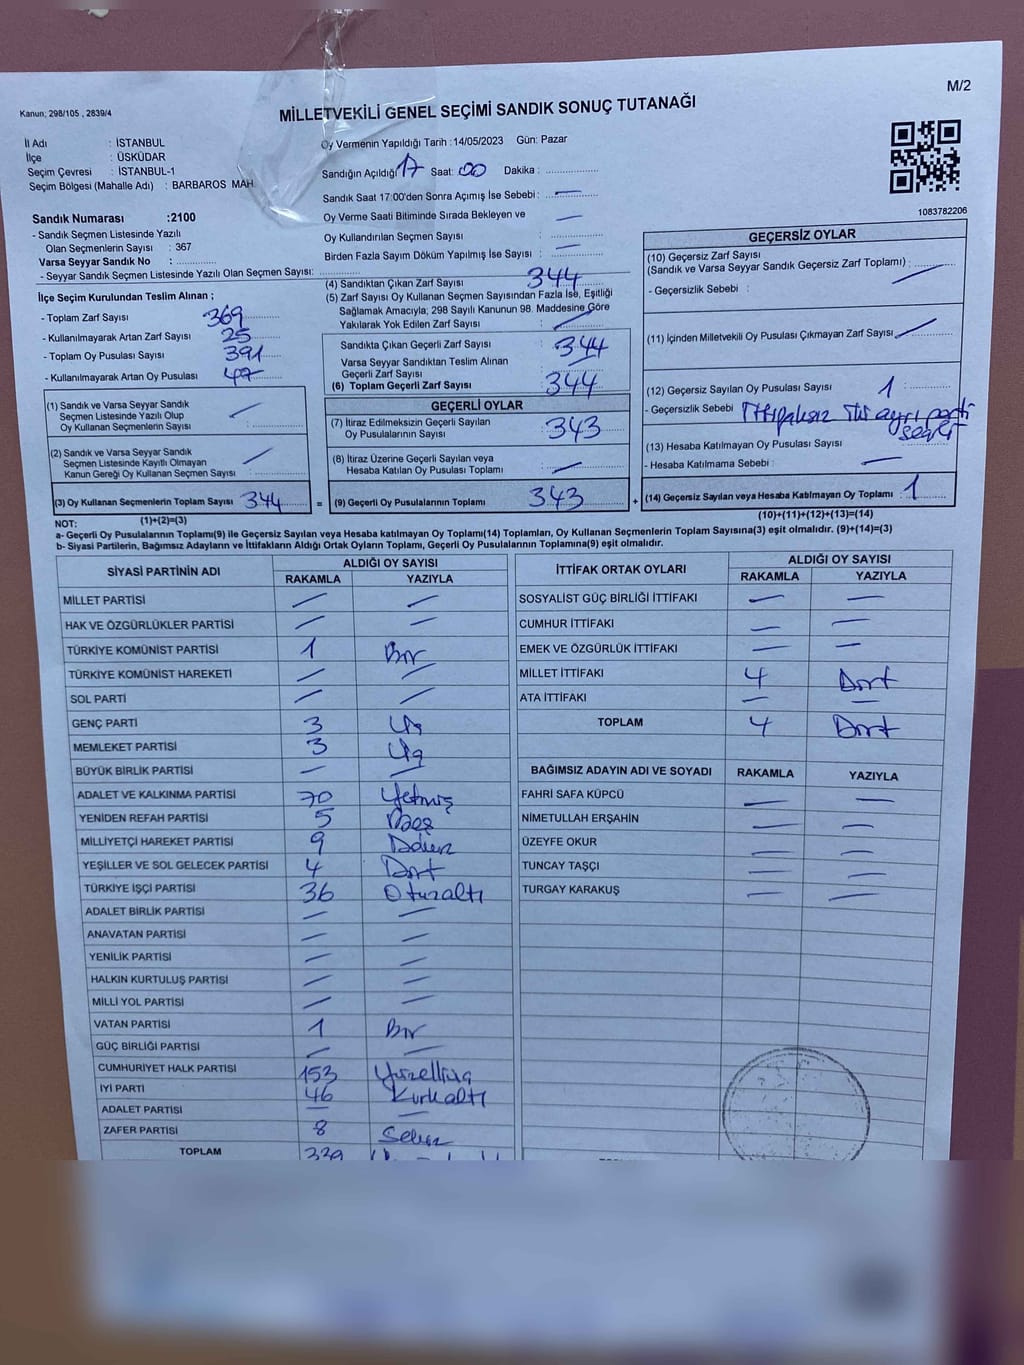 M/2
Kanun; 298/105 , 2839/4
MİLLETVEKİLİ GENEL SEÇİMİ SANDIK SONUÇ TUTANAĞI
İl Adı : İSTANBUL
İlçe : ÜSKÜDAR
Seçim Çevresi : İSTANBUL-1
Seçim Bölgesi (Mahalle Adı) : BARBAROS MAH
Sandık Numarası :2100
- Sandık Seçmen Listesinde Yazılı
Olan Seçmenlerin Sayısı : 367
Varsa Seyyar Sandık No :
- Seyyar Sandık Seçmen Listesinde Yazılı Olan Seçmen Sayısı:
Oy Vermenin Yapıldığı Tarih :14/05/2023 Gün: Pazar
Sandığın Açıldığı 17 Saat: 00 Dakika :
Sandık Saat 17:00'den Sonra Açımış İse Sebebi : —
Oy Verme Saati Bitiminde Sırada Bekleyen ve —
Oy Kullandırılan Seçmen Sayısı :
Birden Fazla Sayım Döküm Yapılmış İse Sayısı : —
1083782206
İlçe Seçim Kurulundan Teslim Alınan ;
- Toplam Zarf Sayısı : 369
- Kullanılmayarak Artan Zarf Sayısı : 25
- Toplam Oy Pusulası Sayısı : 391
- Kullanılmayarak Artan Oy Pusulası : 47
(1) Sandık ve Varsa Seyyar Sandık
Seçmen Listesinde Yazılı Olup
Oy Kullanan Seçmenlerin Sayısı : —
(2) Sandık ve Varsa Seyyar Sandık
Seçmen Listesinde Kayıtlı Olmayan
Kanun Gereği Oy Kullanan Seçmen Sayısı : —
(3) Oy Kullanan Seçmenlerin Toplam Sayısı : 344 =
(1)+(2)=(3)
(4) Sandıktan Çıkan Zarf Sayısı : 344
(5) Zarf Sayısı Oy Kullanan Seçmen Sayısından Fazla İse, Eşitliği
Sağlamak Amacıyla; 298 Sayılı Kanunun 98. Maddesine Göre
Yakılarak Yok Edilen Zarf Sayısı : —
Sandıkta Çıkan Geçerli Zarf Sayısı : 344
Varsa Seyyar Sandıktan Teslim Alınan
Geçerli Zarf Sayısı : —
(6) Toplam Geçerli Zarf Sayısı : 344
GEÇERLİ OYLAR
(7) İtiraz Edilmeksizin Geçerli Sayılan
Oy Pusulalarının Sayısı : 343
(8) İtiraz Üzerine Geçerli Sayılan veya
Hesaba Katılan Oy Pusulası Toplamı : —
(9) Geçerli Oy Pusulalarının Toplamı : 343 +
GEÇERSİZ OYLAR
(10) Geçersiz Zarf Sayısı
(Sandık ve Varsa Seyyar Sandık Geçersiz Zarf Toplamı) : —
- Geçersizlik Sebebi :
(11) İçinden Milletvekili Oy Pusulası Çıkmayan Zarf Sayısı : —
(12) Geçersiz Sayılan Oy Pusulası Sayısı : 1
- Geçersizlik Sebebi : İttifaksız iki ayrı parti
(13) Hesaba Katılmayan Oy Pusulası Sayısı
- Hesaba Katılmama Sebebi : —
(14) Geçersiz Sayılan veya Hesaba Katılmayan Oy Toplamı : 1
(10)+(11)+(12)+(13)=(14)
NOT:
a- Geçerli Oy Pusulalarının Toplamı(9) ile Geçersiz Sayılan veya Hesaba katılmayan Oy Toplamı(14) Toplamları, Oy Kullanan Seçmenlerin Toplam Sayısına(3) eşit olmalıdır. (9)+(14)=(3)
b- Siyasi Partilerin, Bağımsız Adayların ve İttifakların Aldığı Ortak Oyların Toplamı, Geçerli Oy Pusulalarının Toplamına(9) eşit olmalıdır.
SİYASİ PARTİNİN ADI ALDIĞI OY SAYISI
RAKAMLA YAZIYLA
MİLLET PARTİSİ — —
HAK VE ÖZGÜRLÜKLER PARTİSİ — —
TÜRKİYE KOMÜNİST PARTİSİ 1 Bir
TÜRKİYE KOMÜNİST HAREKETİ — —
SOL PARTİ — —
GENÇ PARTİ 3 Üç
MEMLEKET PARTİSİ 3 Üç
BÜYÜK BİRLİK PARTİSİ — —
ADALET VE KALKINMA PARTİSİ 70 Yetmiş
YENİDEN REFAH PARTİSİ 5 Beş
MİLLİYETÇİ HAREKET PARTİSİ 9 Dokuz
YEŞİLLER VE SOL GELECEK PARTİSİ 4 Dört
TÜRKİYE İŞÇİ PARTİSİ 36 Otuzaltı
ADALET BİRLİK PARTİSİ — —
ANAVATAN PARTİSİ — —
YENİLİK PARTİSİ — —
HALKIN KURTULUŞ PARTİSİ — —
MİLLİ YOL PARTİSİ — —
VATAN PARTİSİ 1 Bir
GÜÇ BİRLİĞİ PARTİSİ — —
CUMHURİYET HALK PARTİSİ 153 Yüzelliüç
İYİ PARTİ 46 Kırkaltı
ADALET PARTİSİ — —
ZAFER PARTİSİ 8 Sekiz
TOPLAM 339
İTTİFAK ORTAK OYLARI ALDIĞI OY SAYISI
RAKAMLA YAZIYLA
SOSYALİST GÜÇ BİRLİĞİ İTTİFAKI — —
CUMHUR İTTİFAKI — —
EMEK VE ÖZGÜRLÜK İTTİFAKI — —
MİLLET İTTİFAKI 4 Dört
ATA İTTİFAKI — —
TOPLAM 4 Dört
BAĞIMSIZ ADAYIN ADI VE SOYADI RAKAMLA YAZIYLA
FAHRİ SAFA KÜPCÜ — —
NİMETULLAH ERŞAHİN — —
ÜZEYFE OKUR — —
TUNCAY TAŞÇI — —
TURGAY KARAKUŞ — —